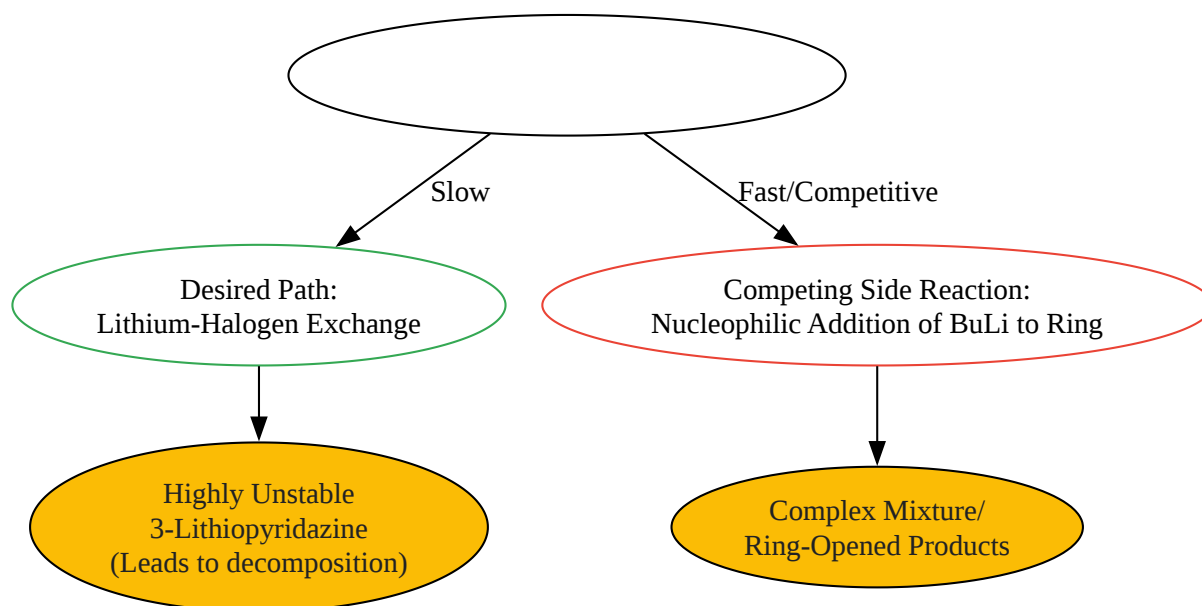 Slow
Fast/Competitive
Desired Path:
Lithium-Halogen Exchange
Competing Side Reaction:
Nucleophilic Addition of BuLi to Ring
Highly Unstable
3-Lithiopyridazine
(Leads to decomposition)
Complex Mixture/
Ring-Opened Products